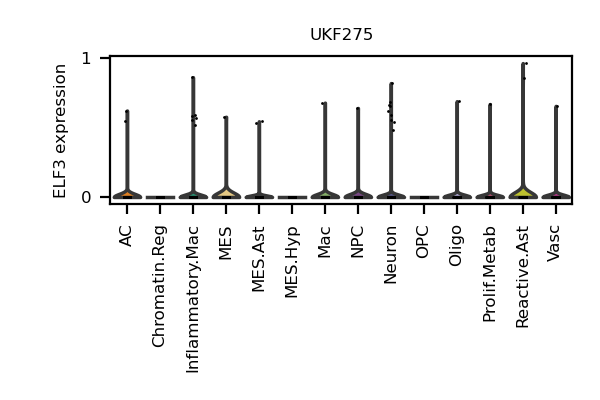 UKF275
ELF3 expression
1
0
AC
Chromatin.Reg
Inflammatory.Mac
MES
MES.Ast
MES.Hyp
Mac
NPC
Neuron
OPC
Oligo
Prolif.Metab
Reactive.Ast
Vasc